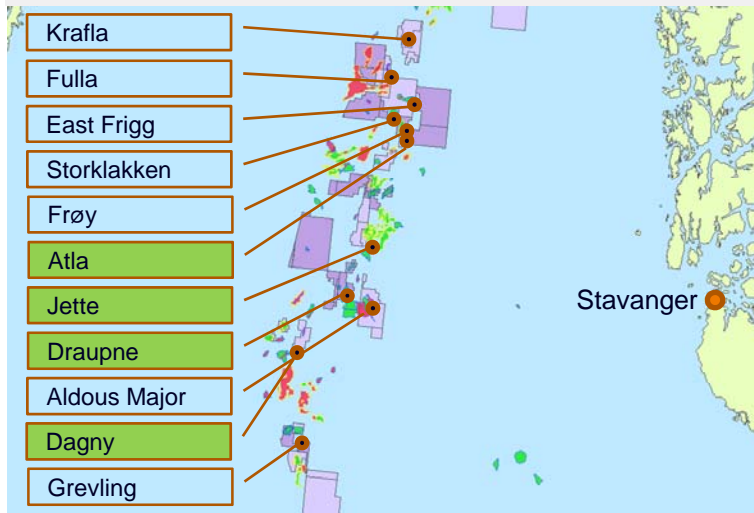 Krafla
Fulla
East Frigg
Storklakken
Frøy
Atla
Jette
Stavanger
Draupne
Aldous Major
Dagny
Grevling